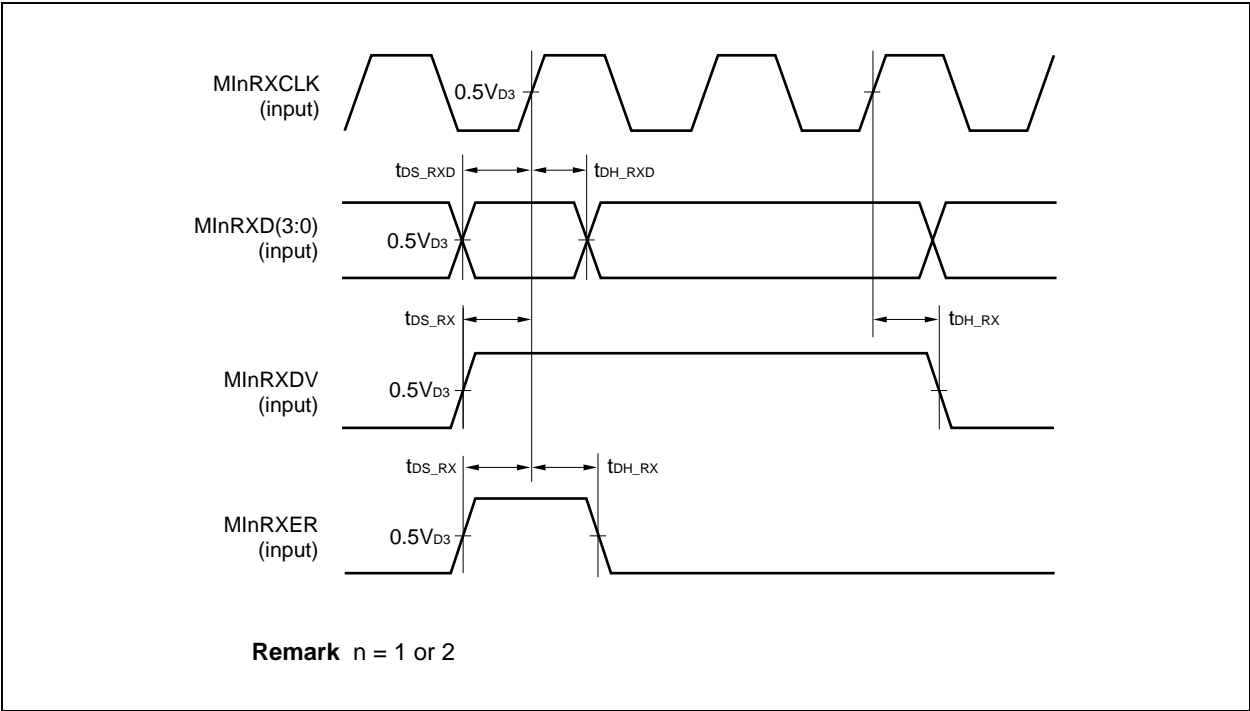 MInRXCLK
(input)
0.5VD3
tDS_RXD
tDH_RXD
MInRXD(3:0)
(input)
0.5VD3
tDS_RX
tDH_RX
MInRXDV
(input)
0.5VD3
tDS_RX
tDH_RX
MInRXER
(input)
0.5VD3
Remark n = 1 or 2